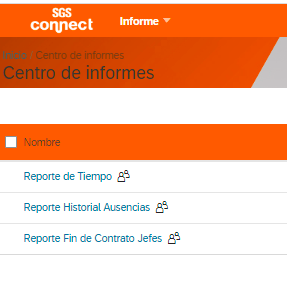 SGS
connect
Informe
Inicio Centro de informes
Centro de informes
Nombre
Reporte de Tiempo
Reporte Historial Ausencias
Reporte Fin de Contrato Jefes